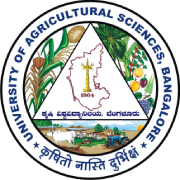 UNIVERSITY OF AGRICULTURAL SCIENCES, BANGALORE
1964
ಕೃಷಿ ವಿಶ್ವವಿದ್ಯಾನಿಲಯ, ಬೆಂಗಳೂರು
कृषितो नास्ति दुर्भिक्षं